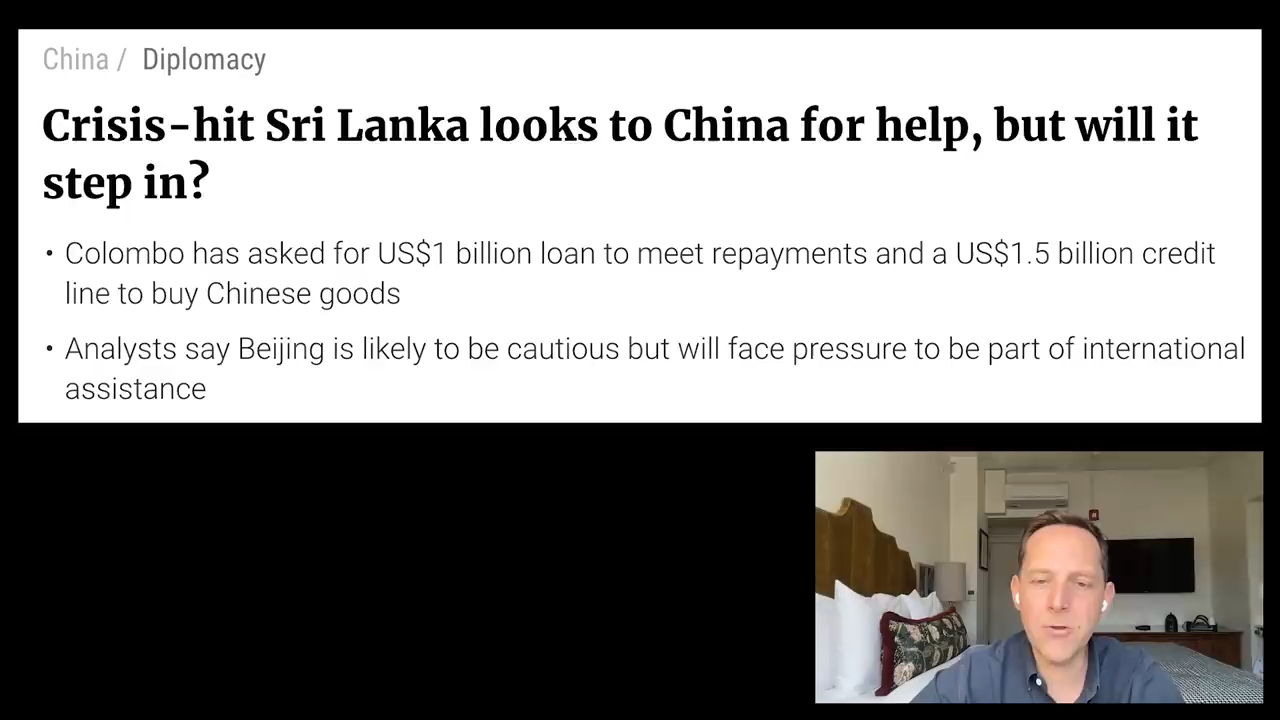 China / Diplomacy
Crisis-hit Sri Lanka looks to China for help, but will it
step in?
• Colombo has asked for US$1 billion loan to meet repayments and a US$1.5 billion credit
line to buy Chinese goods
• Analysts say Beijing is likely to be cautious but will face pressure to be part of international
assistance